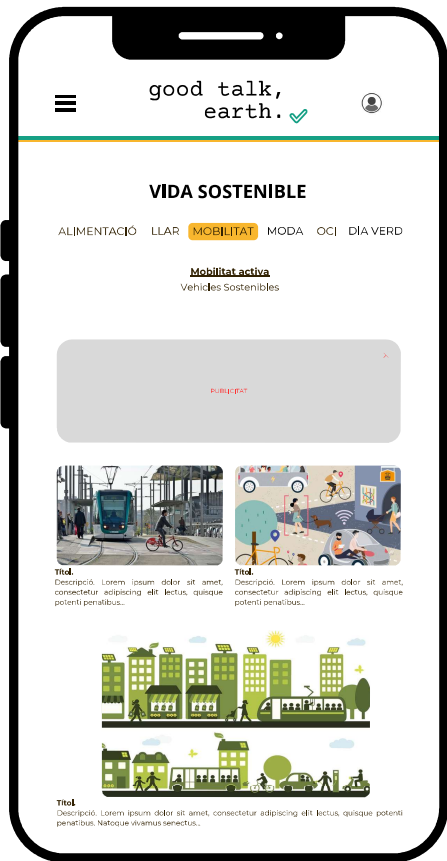 good talk,
earth.
VIDA SOSTENIBLE
ALIMENTACIÓ LLAR MOBILITAT MODA OCI DIA VERD
Mobilitat activa
Vehicles Sostenibles
PUBLICITAT
Títol.
Descripció. Lorem ipsum dolor sit amet,
consectetur adipiscing elit lectus, quisque
potenti penatibus...
Títol.
Descripció. Lorem ipsum dolor sit amet,
consectetur adipiscing elit lectus, quisque
potenti penatibus...
Títol.
Descripció. Lorem ipsum dolor sit amet, consectetur adipiscing elit lectus, quisque potenti
penatibus. Natoque vivamus senectus...